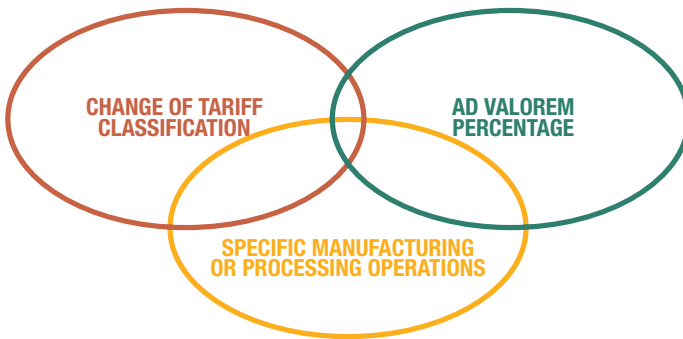 CHANGE OF TARIFF
CLASSIFICATION
AD VALOREM
PERCENTAGE
SPECIFIC MANUFACTURING
OR PROCESSING OPERATIONS